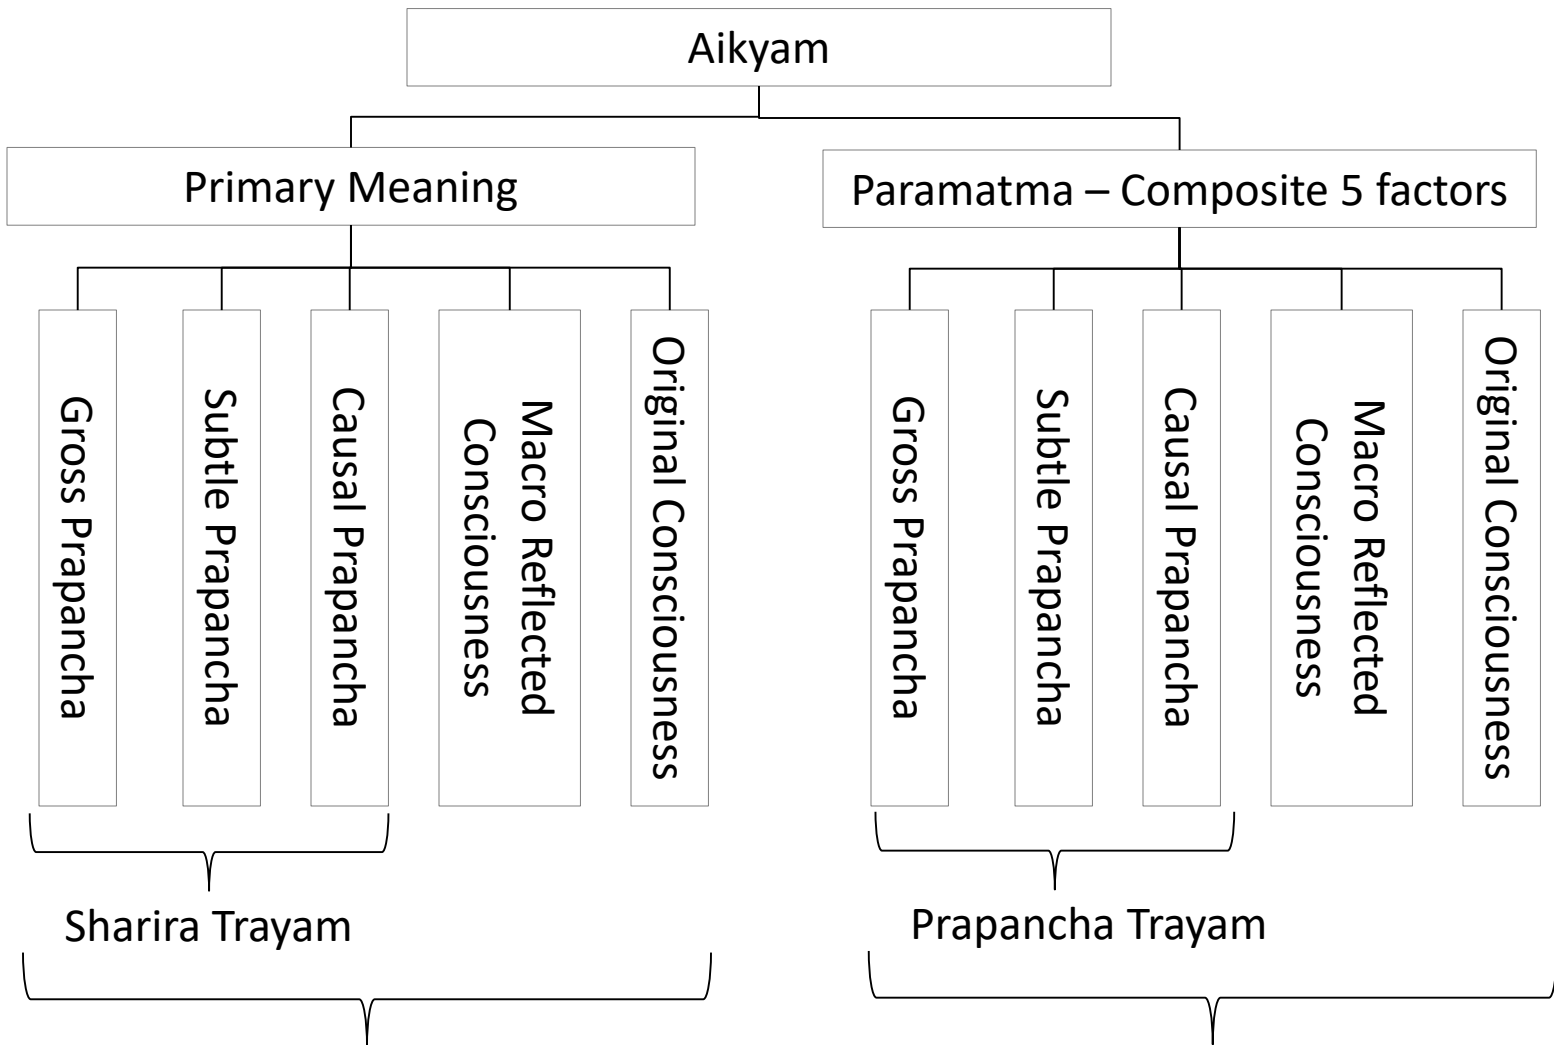 Aikyam
Primary Meaning
Paramatma – Composite 5 factors
Gross Prapancha
Subtle Prapancha
Causal Prapancha
Macro Reflected
Consciousness
Original Consciousness
Gross Prapancha
Subtle Prapancha
Causal Prapancha
Macro Reflected
Consciousness
Original Consciousness
Sharira Trayam
Prapancha Trayam